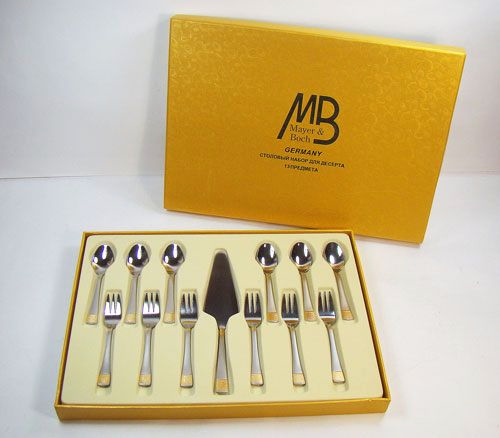 MB
Mayer &
Boch
GERMANY
СТОЛОВЫЙ НАБОР ДЛЯ ДЕСЕРТА
13 ПРЕДМЕТА